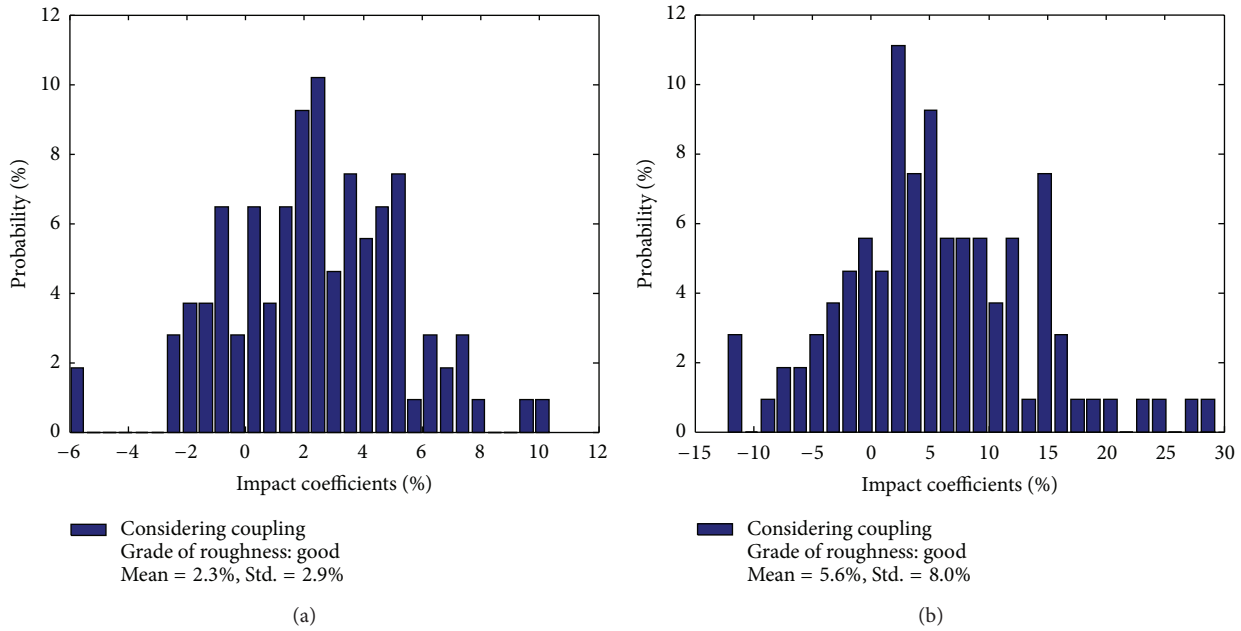 12
10
8
6
4
2
0
Probability (%)
−6 −4 −2 0 2 4 6 8 10 12
Impact coefficients (%)
Considering coupling
Grade of roughness: good
Mean = 2.3%, Std. = 2.9%
(a)
12
10
8
6
4
2
0
Probability (%)
−15 −10 −5 0 5 10 15 20 25 30
Impact coefficients (%)
Considering coupling
Grade of roughness: good
Mean = 5.6%, Std. = 8.0%
(b)